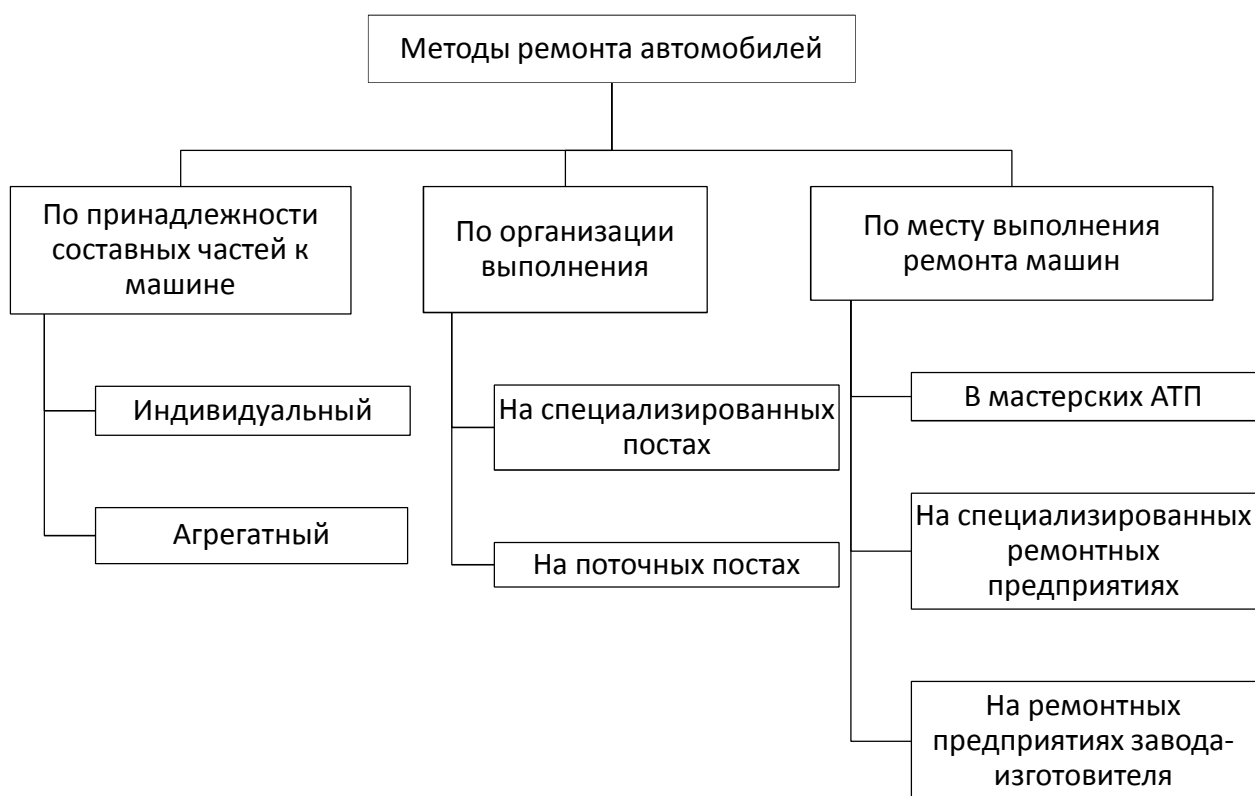 Методы ремонта автомобилей
По принадлежности
составных частей к
машине
Индивидуальный
Агрегатный
По организации
выполнения
На специализированных
постах
На поточных постах
По месту выполнения
ремонта машин
В мастерских АТП
На специализированных
ремонтных
предприятиях
На ремонтных
предприятиях завода-
изготовителя